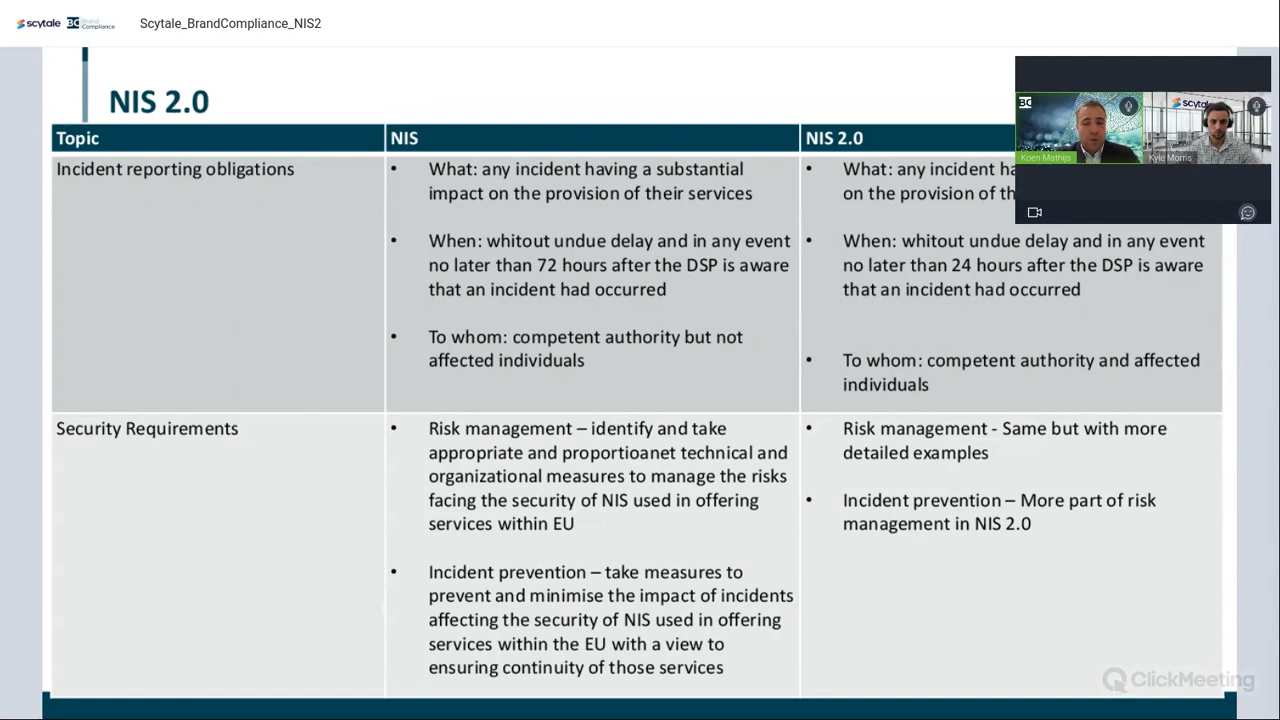 scytale BC Brand Compliance Scytale_BrandCompliance_NIS2
NIS 2.0
Topic
NIS
NIS 2.0
Incident reporting obligations
• What: any incident having a substantial
impact on the provision of their services
• When: whitout undue delay and in any event
no later than 72 hours after the DSP is aware
that an incident had occurred
• To whom: competent authority but not
affected individuals
• What: any incident ha
on the provision of th
• When: whitout undue delay and in any event
no later than 24 hours after the DSP is aware
that an incident had occurred
• To whom: competent authority and affected
individuals
Security Requirements
• Risk management – identify and take
appropriate and proportioanet technical and
organizational measures to manage the risks
facing the security of NIS used in offering
services within EU
• Incident prevention – take measures to
prevent and minimise the impact of incidents
affecting the security of NIS used in offering
services within the EU with a view to
ensuring continuity of those services
• Risk management - Same but with more
detailed examples
• Incident prevention – More part of risk
management in NIS 2.0
BC
Koen Mathijs
scytal
Kyle Morris
ClickMeeting